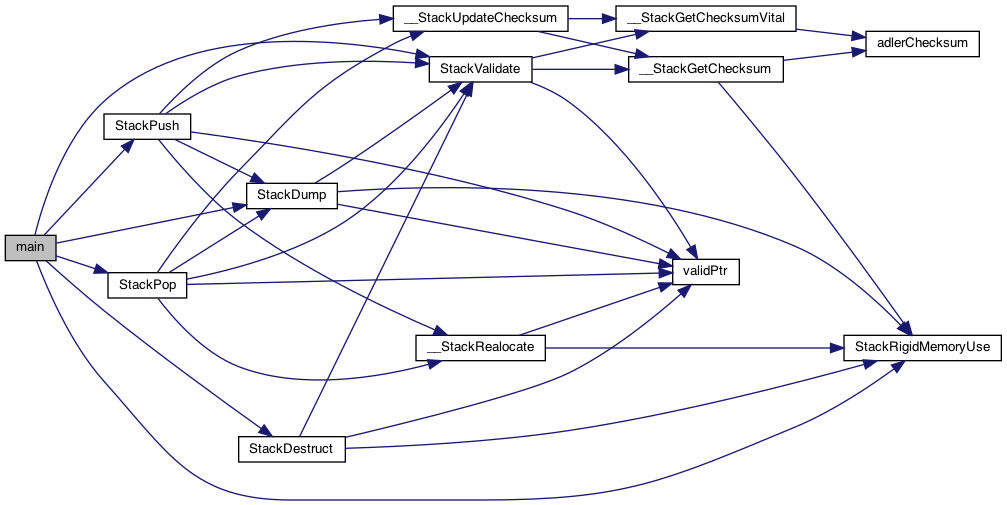 __StackUpdateChecksum
__StackGetChecksumVital
adlerChecksum
StackValidate
__StackGetChecksum
StackPush
StackDump
main
StackPop
validPtr
__StackRealocate
StackRigidMemoryUse
StackDestruct